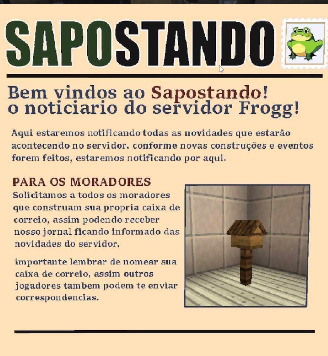 SAPOSTANDO
Bem vindos ao Sapostando!
o noticiario do servidor Frogg!
Aqui estaremos notificando todas as novidades que estarão
acontecendo no servidor. conforme novas construções e eventos
forem feitos, estaremos notificando por aqui.
PARA OS MORADORES
Solicitamos a todos os moradores
que construam sua propria caixa de
correio, assim podendo receber
nosso jornal ficando informado das
novidades do servidor.
importante lembrar de nomear sua
caixa de correio, assim outros
jogadores tambem podem te enviar
correspondencias.